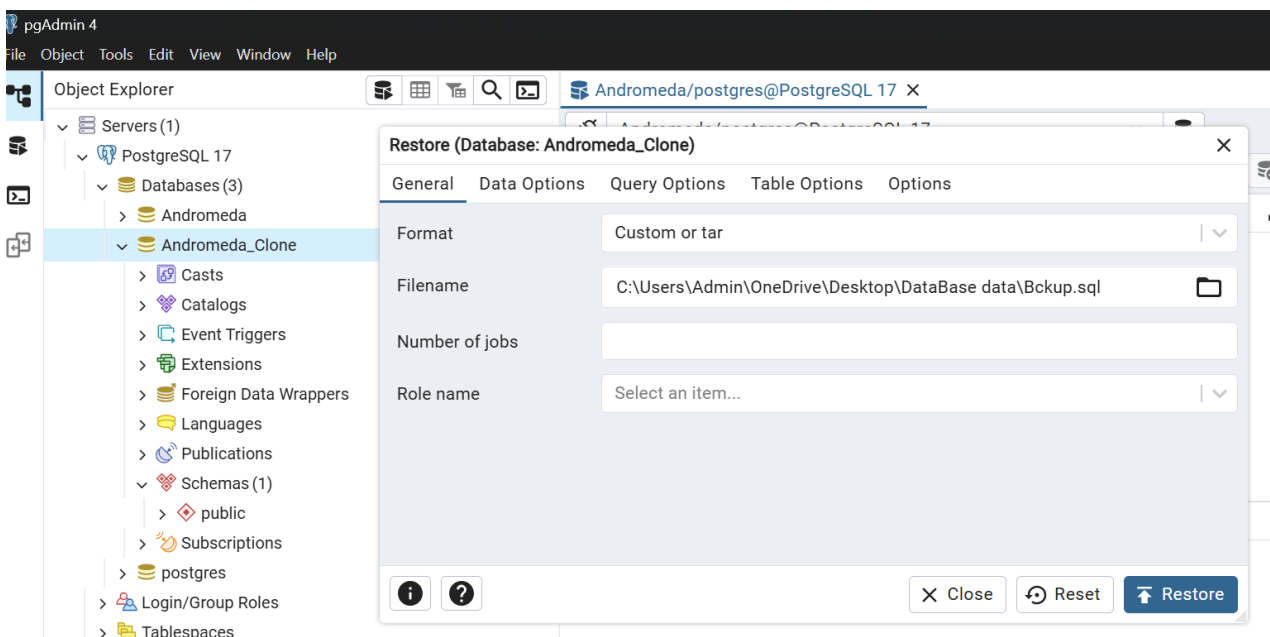 pgAdmin 4
File Object Tools Edit View Window Help
Object Explorer
Andromeda/postgres@PostgreSQL 17
Servers (1)
PostgreSQL 17
Databases (3)
Andromeda
Andromeda_Clone
Casts
Catalogs
Event Triggers
Extensions
Foreign Data Wrappers
Languages
Publications
Schemas (1)
public
Subscriptions
postgres
Login/Group Roles
Tablespaces
Andromeda/postgres@PostgreSQL 17
Restore (Database: Andromeda_Clone)
General Data Options Query Options Table Options Options
Format Custom or tar
Filename C:\Users\Admin\OneDrive\Desktop\DataBase data\Bckup.sql
Number of jobs
Role name Select an item...
Close Reset Restore